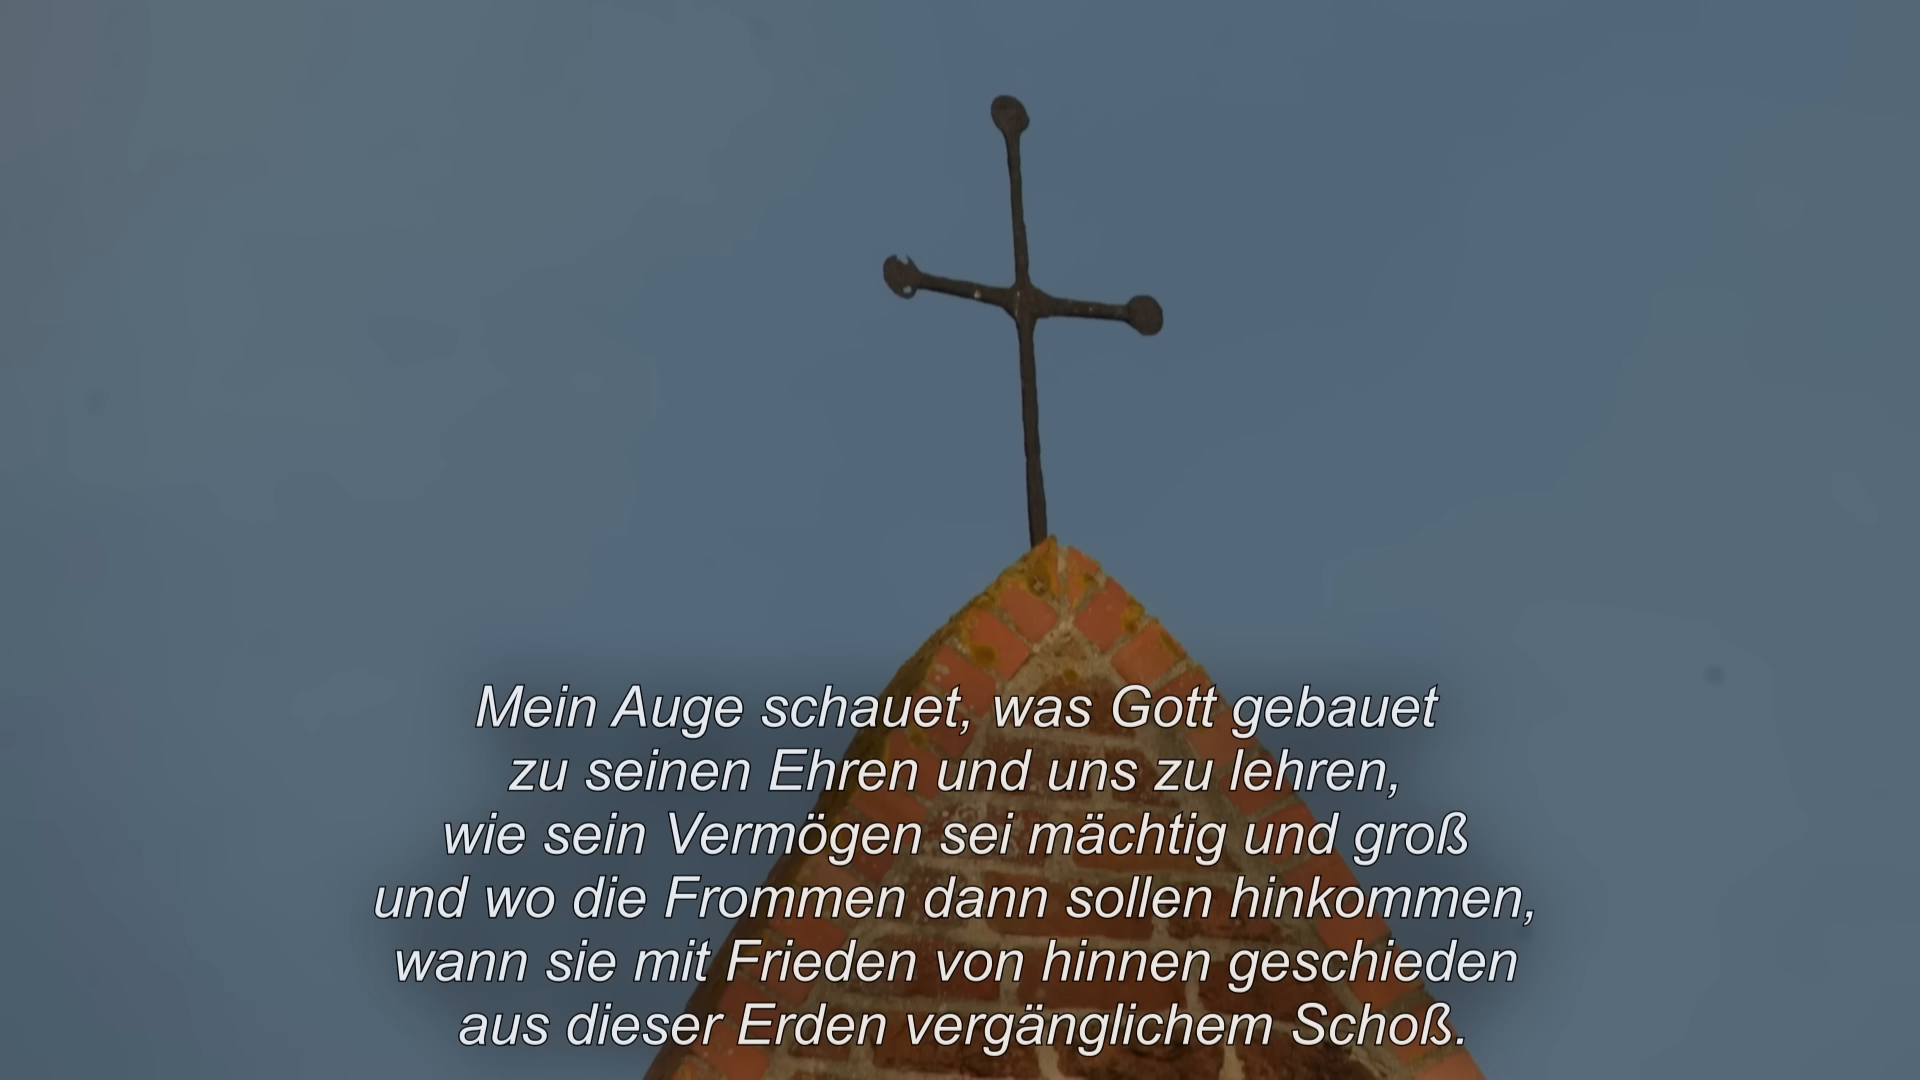 Mein Auge schauet, was Gott gebauet
zu seinen Ehren und uns zu lehren,
wie sein Vermögen sei mächtig und groß
und wo die Frommen dann sollen hinkommen,
wann sie mit Frieden von hinnen geschieden
aus dieser Erden vergänglichem Schoß.